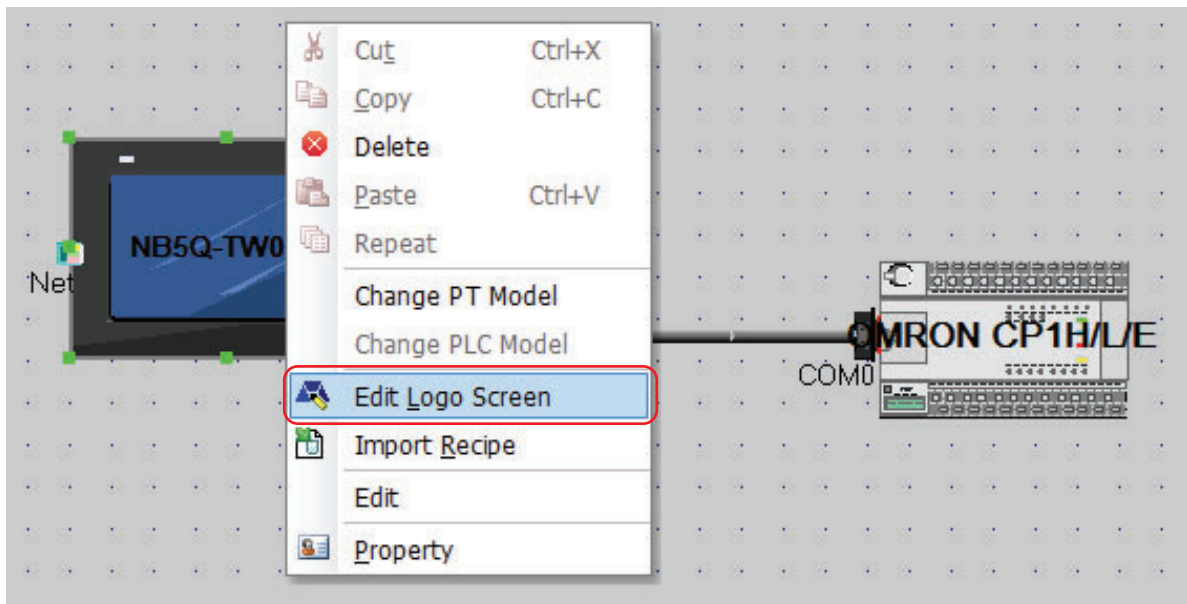 Cut Ctrl+X
Copy Ctrl+C
Delete
Paste Ctrl+V
Repeat
Change PT Model
Change PLC Model
Edit Logo Screen
Import Recipe
Edit
Property
NB5Q-TW0
Net
OMRON CP1H/L/E
COM0